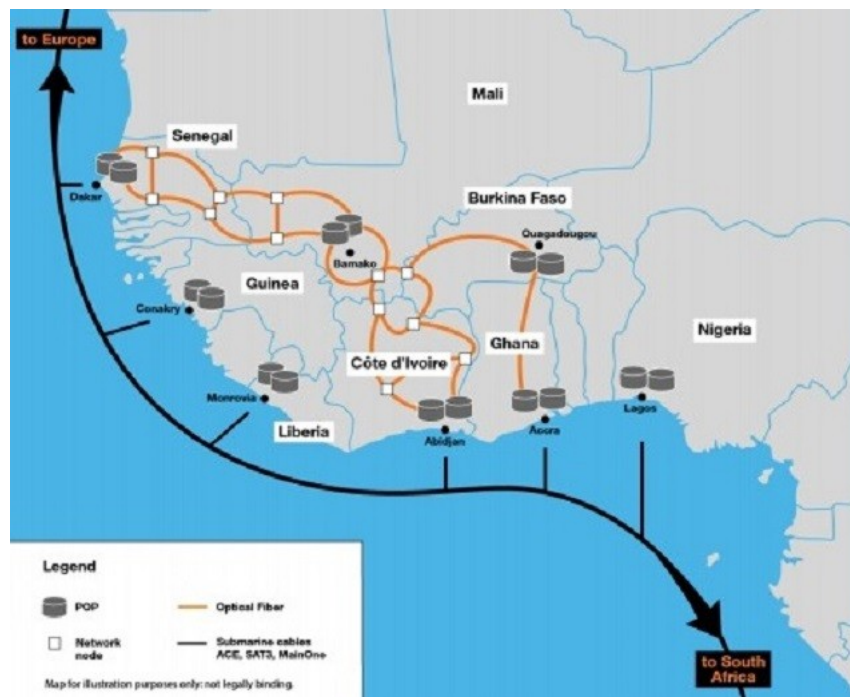 to Europe
Mali
Senegal
Dakar
Burkina Faso
Ouagadougou
Bamako
Guinea
Conakry
Nigeria
Ghana
Côte d'Ivoire
Monrovia
Lagos
Liberia
Abidjan
Accra
Legend
POP
Optical Fiber
Network
node
Submarine cables
ACE, SAT3, MainOne
Map for illustration purposes only: not legally binding.
to South
Africa